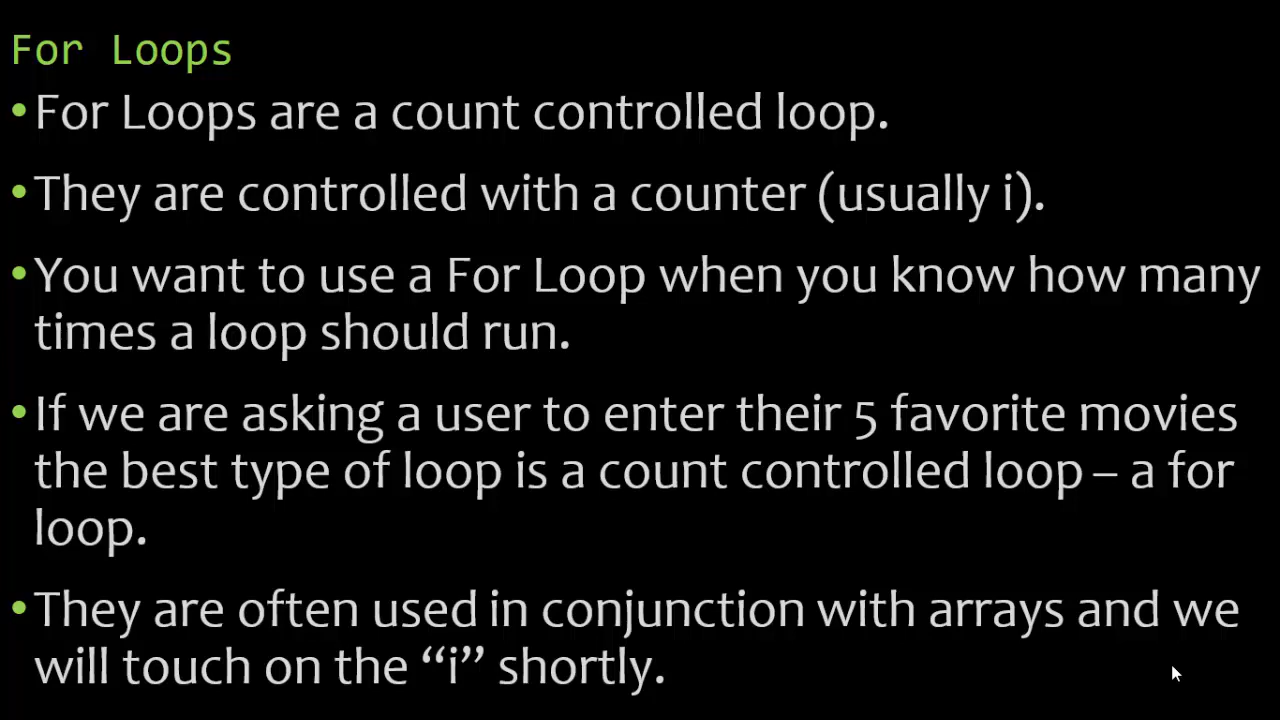 For Loops
•For Loops are a count controlled loop.
•They are controlled with a counter (usually i).
•You want to use a For Loop when you know how many
times a loop should run.
•If we are asking a user to enter their 5 favorite movies
the best type of loop is a count controlled loop – a for
loop.
•They are often used in conjunction with arrays and we
will touch on the “i” shortly.